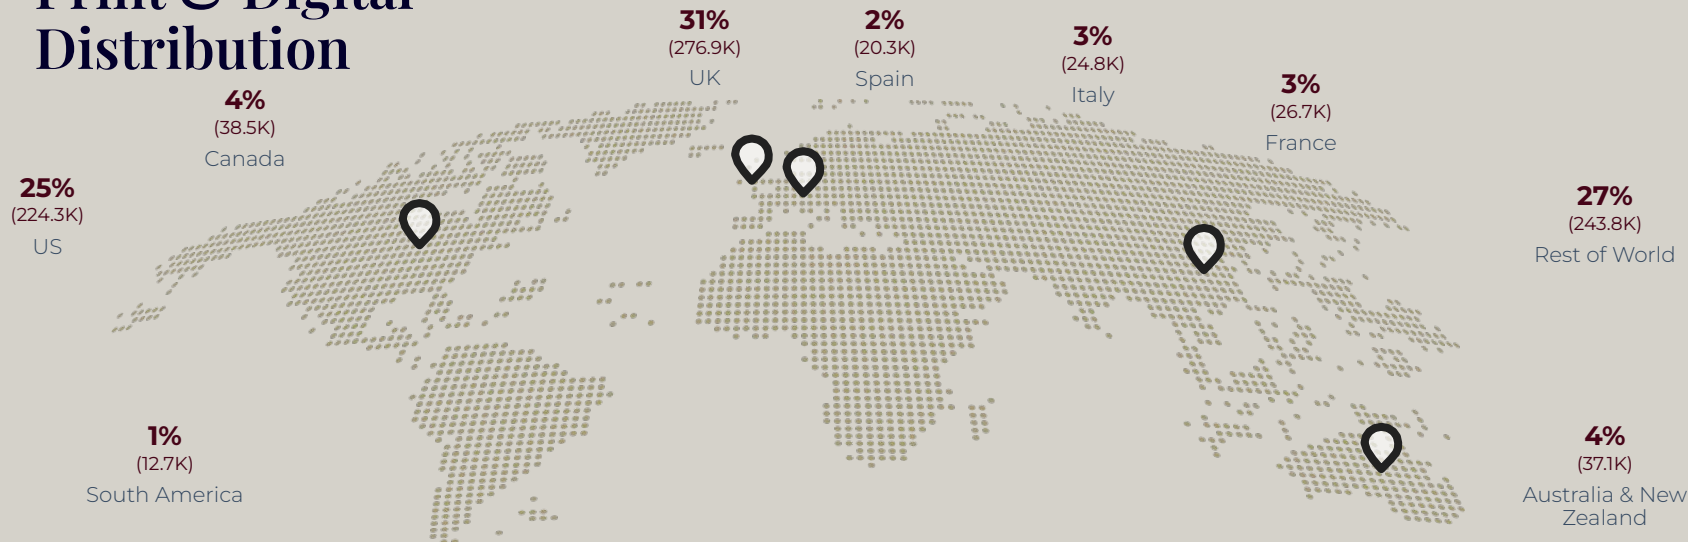 Print & Digital
Distribution
31%
(276.9K)
UK
2%
(20.3K)
Spain
3%
(24.8K)
Italy
3%
(26.7K)
France
4%
(38.5K)
Canada
25%
(224.3K)
US
27%
(243.8K)
Rest of World
1%
(12.7K)
South America
4%
(37.1K)
Australia & New
Zealand